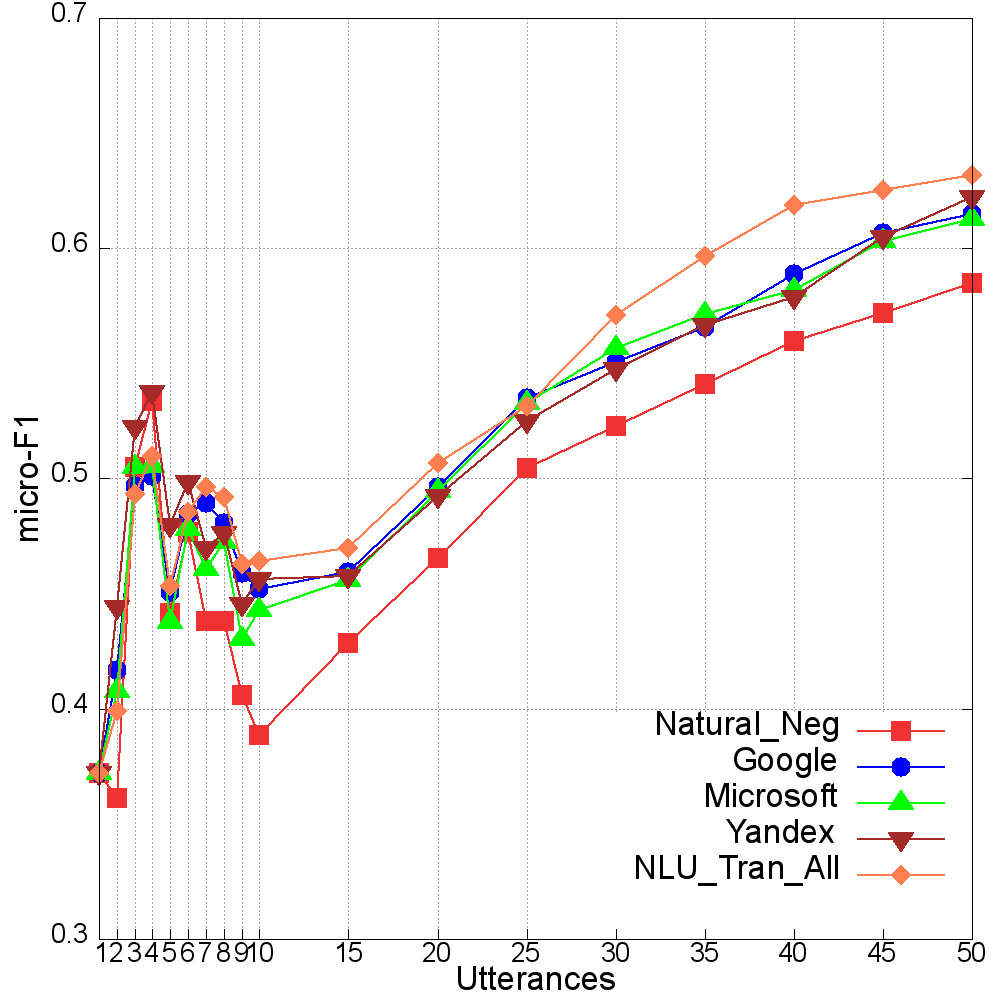 0.7
0.6
0.5
0.4
0.3
micro-F1
Natural_Neg
Google
Microsoft
Yandex
NLU_Tran_All
1 2 3 4 5 6 7 8 9 10 15 20 25 30 35 40 45 50
Utterances